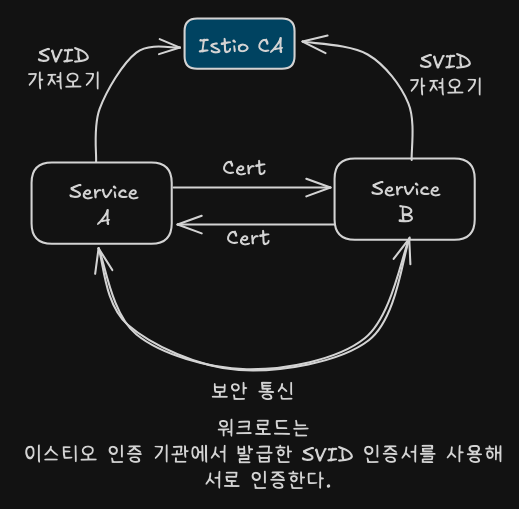 Istio CA
SVID
가져오기
SVID
가져오기
Cert
Service
A
Service
B
Cert
보안 통신
워크로드는
이스티오 인증 기관에서 발급한 SVID 인증서를 사용해
서로 인증한다.